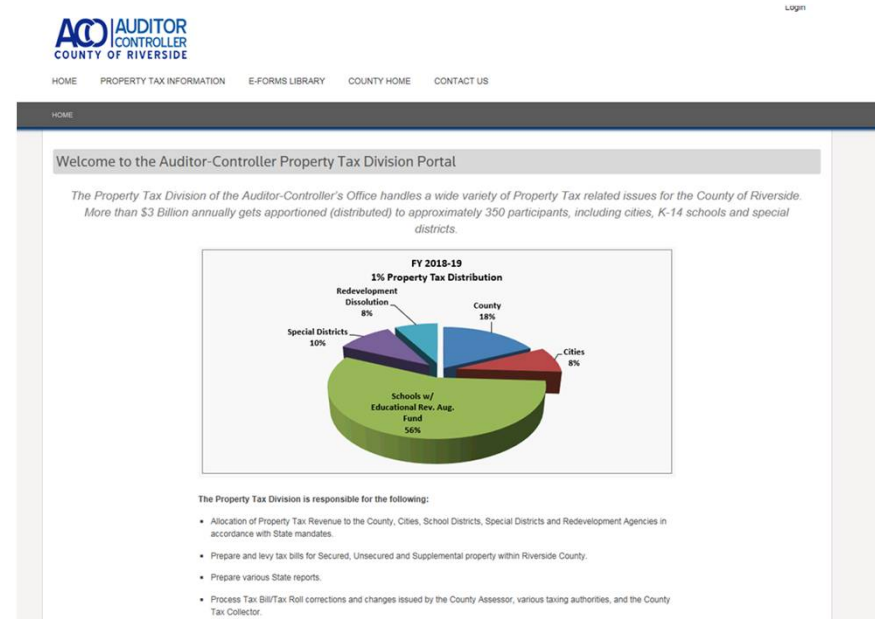 Login
ACO AUDITOR
CONTROLLER
COUNTY OF RIVERSIDE
HOME PROPERTY TAX INFORMATION E-FORMS LIBRARY COUNTY HOME CONTACT US
HOME
Welcome to the Auditor-Controller Property Tax Division Portal
The Property Tax Division of the Auditor-Controller's Office handles a wide variety of Property Tax related issues for the County of Riverside.
More than $3 Billion annually gets apportioned (distributed) to approximately 350 participants, including cities, K-14 schools and special
districts.
FY 2018-19
1% Property Tax Distribution
Redevelopment
Dissolution
8%
County
18%
Special Districts
10%
Cities
8%
Schools w/
Educational Rev. Aug.
Fund
56%
The Property Tax Division is responsible for the following:
• Allocation of Property Tax Revenue to the County, Cities, School Districts, Special Districts and Redevelopment Agencies in
accordance with State mandates.
• Prepare and levy tax bills for Secured, Unsecured and Supplemental property within Riverside County.
• Prepare various State reports.
• Process Tax Bill/Tax Roll corrections and changes issued by the County Assessor, various taxing authorities, and the County
Tax Collector.